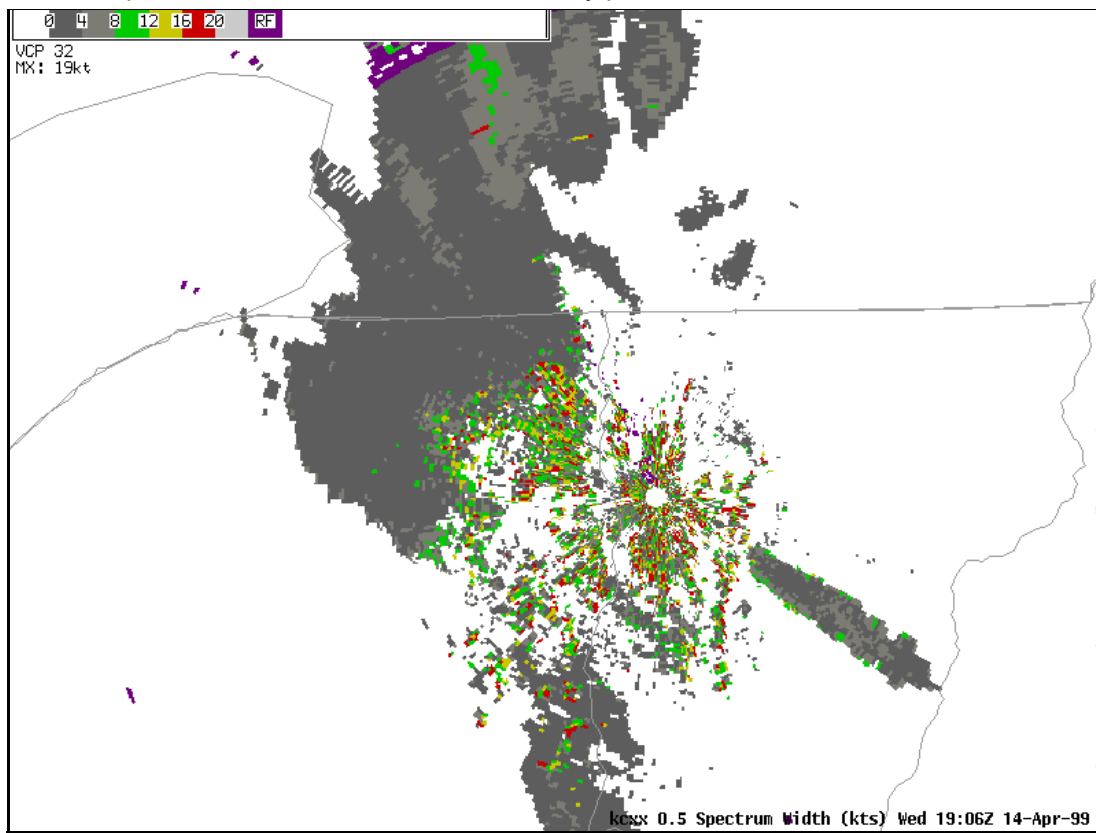 0 4 8 12 16 20 RF
VCP 32
MX: 19kt
kcxx 0.5 Spectrum Width (kts) Wed 19:06Z 14-Apr-99